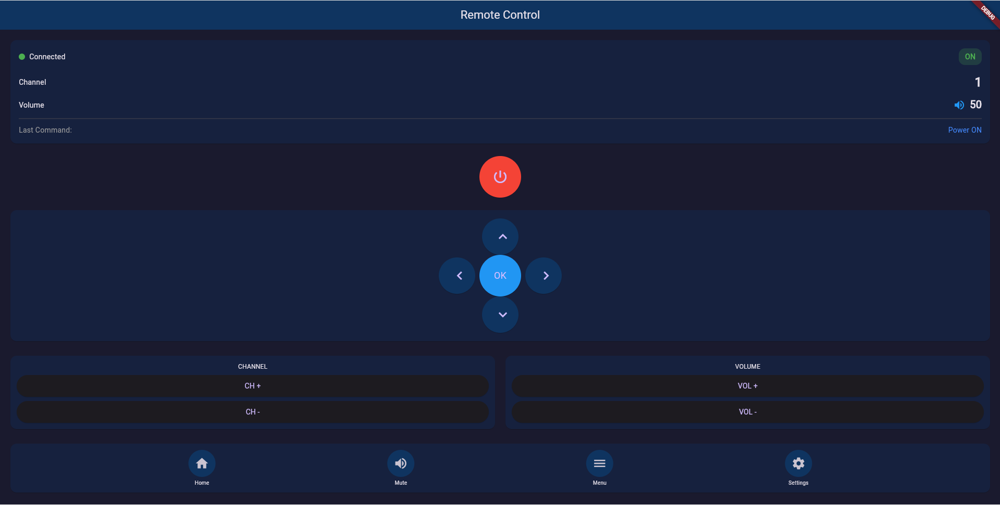 Remote Control
DEBUG
Connected
ON
Channel
1
Volume
50
Last Command:
Power ON
OK
CHANNEL
VOLUME
CH +
VOL +
CH -
VOL -
Home
Mute
Menu
Settings